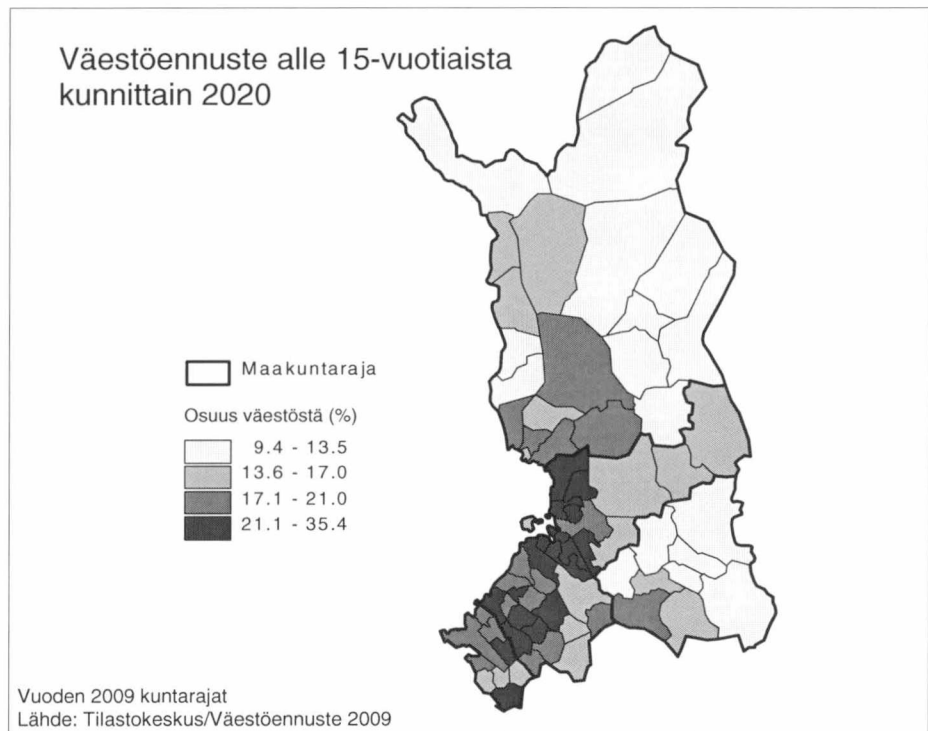 Väestöennuste alle 15-vuotiaista
kunnittain 2020
Maakuntaraja
Osuus väestöstä (%)
9.4 - 13.5
13.6 - 17.0
17.1 - 21.0
21.1 - 35.4
Vuoden 2009 kuntarajat
Lähde: Tilastokeskus/Väestöennuste 2009